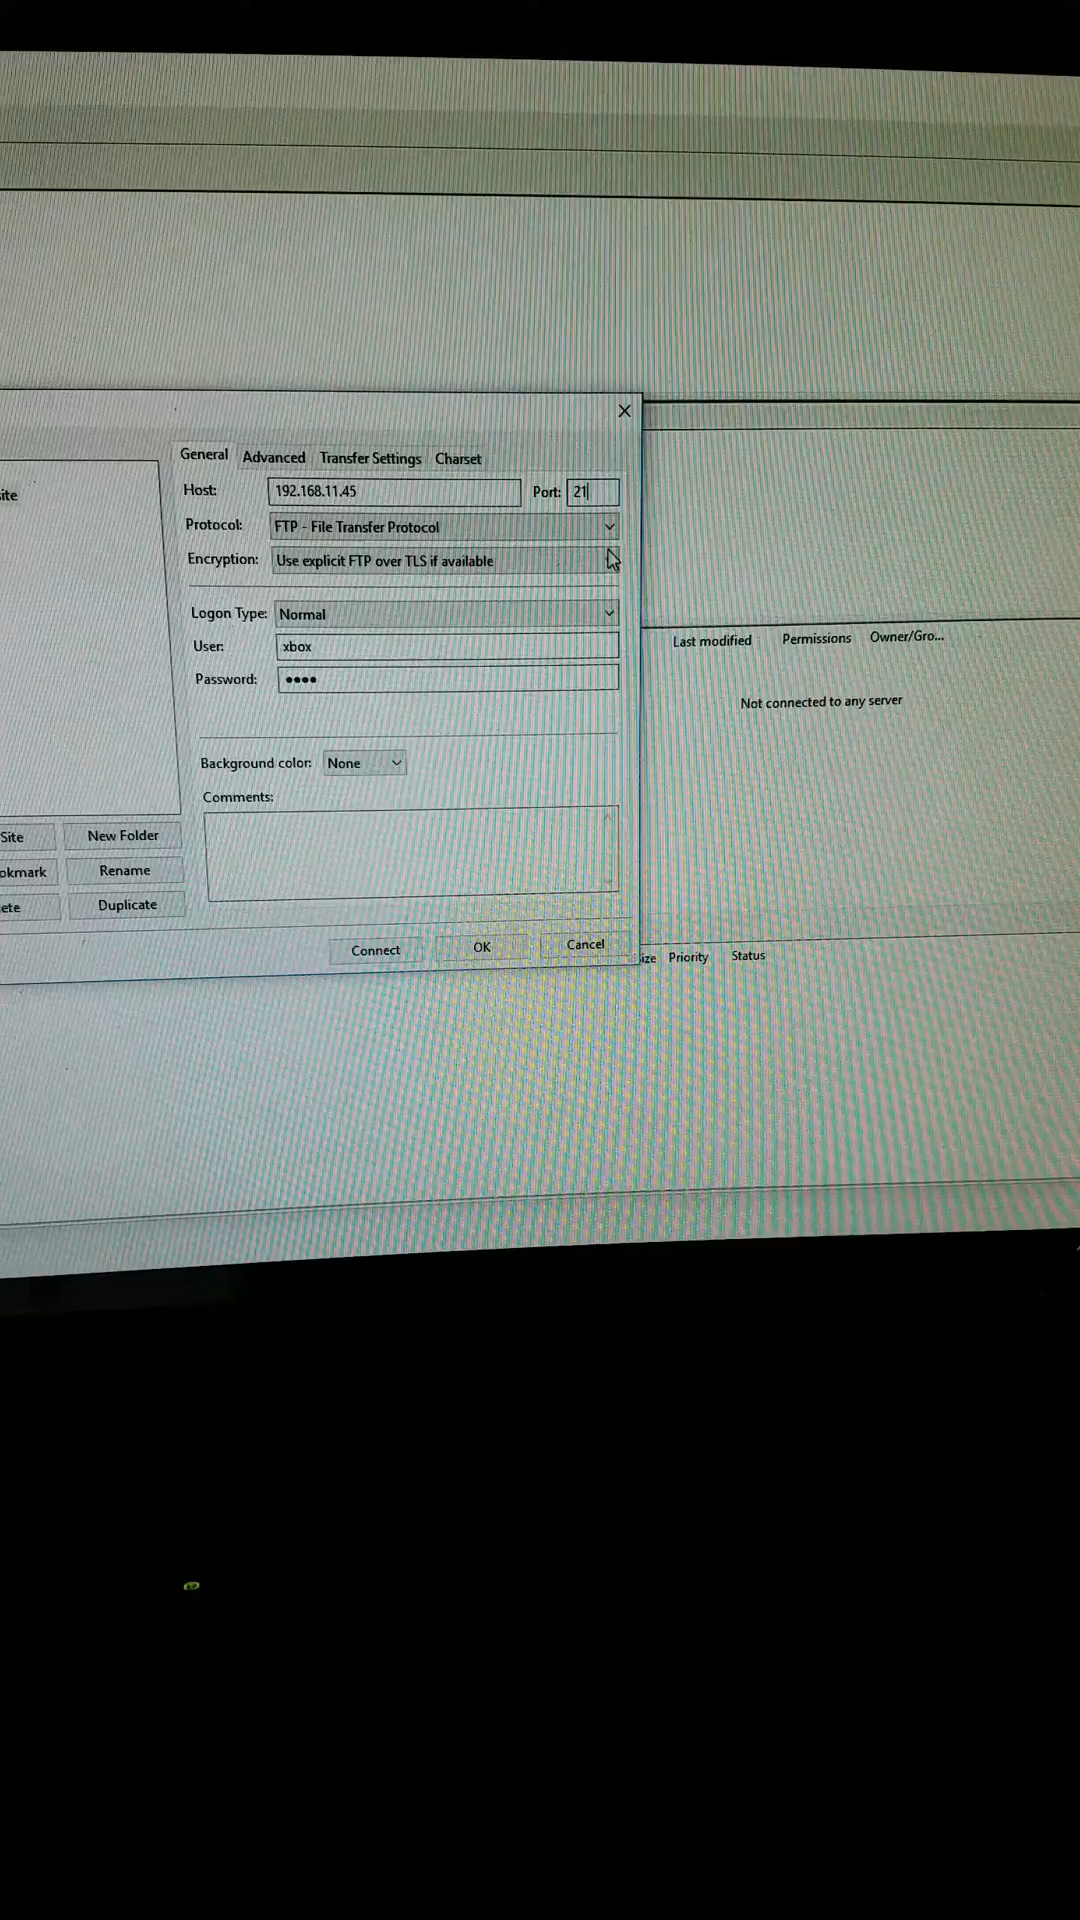 General Advanced Transfer Settings Charset
Host: 192.168.11.45 Port: 21
ite
Protocol: FTP - File Transfer Protocol
Encryption: Use explicit FTP over TLS if available
Logon Type: Normal
User: xbox
Password: ••••
Last modified Permissions Owner/Gro...
Not connected to any server
Background color: None
Comments:
Site New Folder
okmark Rename
ete Duplicate
Connect OK Cancel
ize Priority Status